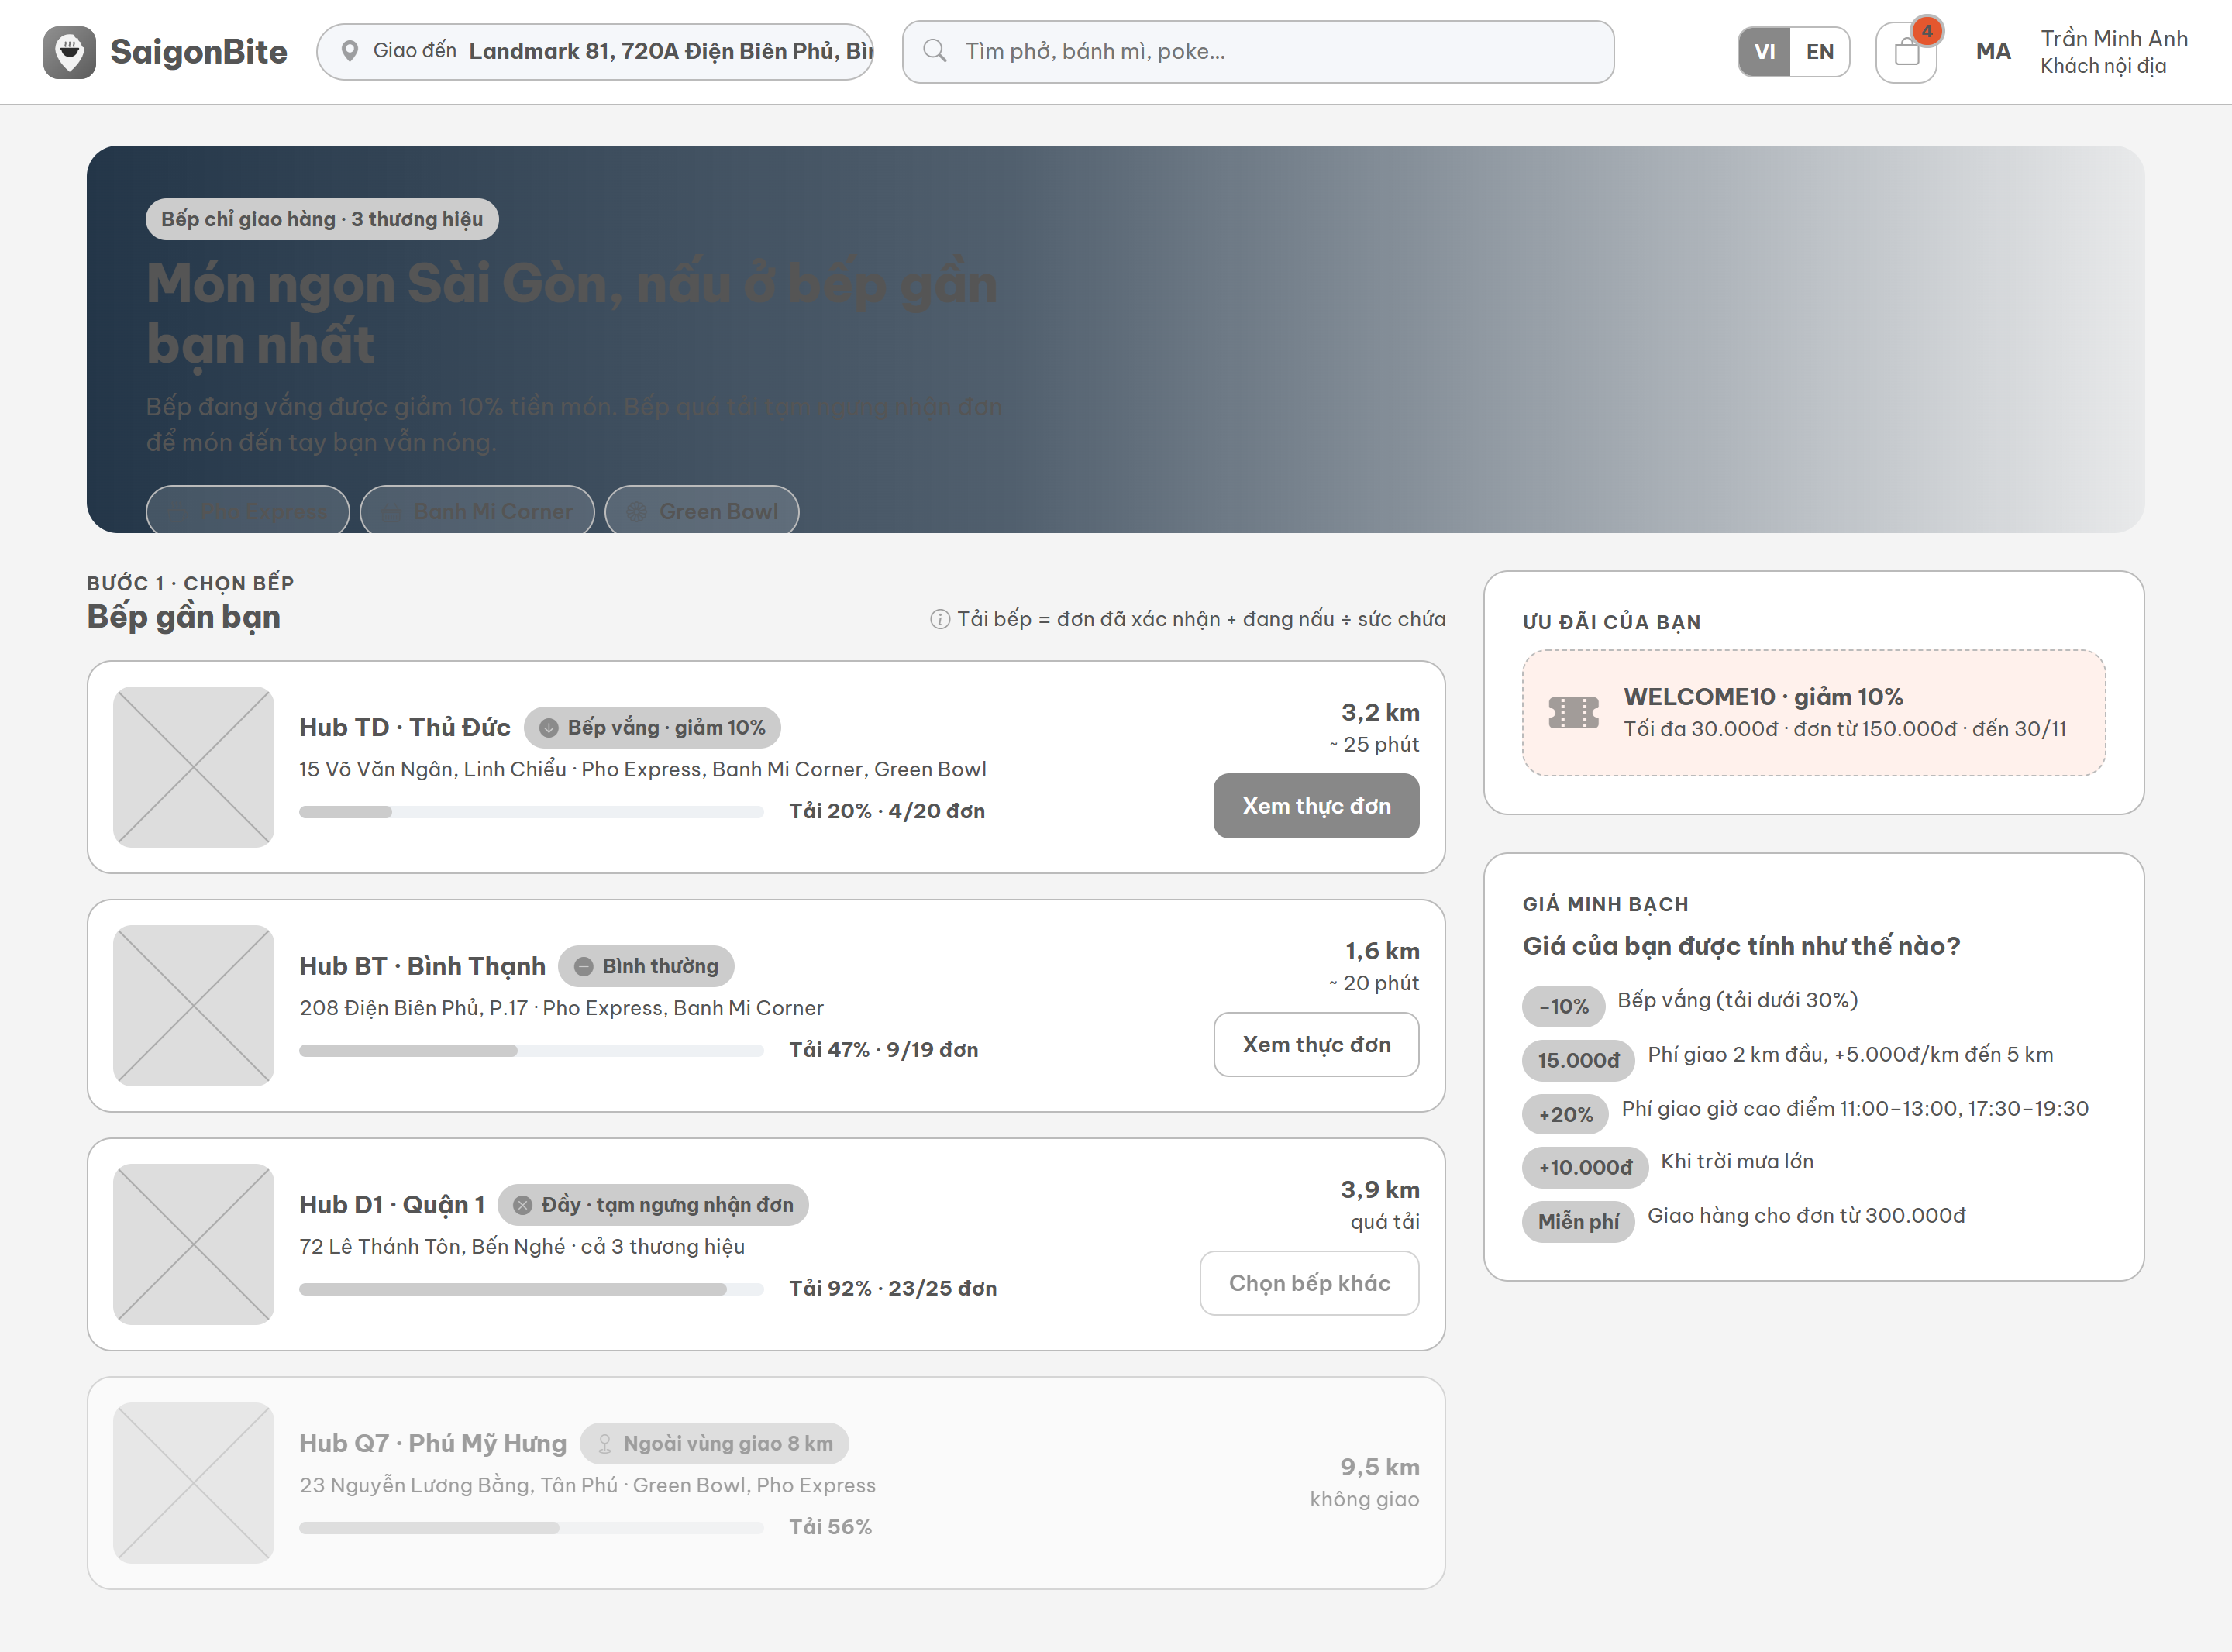 SaigonBite
Giao đến Landmark 81, 720A Điện Biên Phủ, Bìn
Tìm phở, bánh mì, poke...
VI EN
4
MA
Trần Minh Anh
Khách nội địa
Bếp chỉ giao hàng · 3 thương hiệu
Món ngon Sài Gòn, nấu ở bếp gần
bạn nhất
Bếp đang vắng được giảm 10% tiền món. Bếp quá tải tạm ngưng nhận đơn
để món đến tay bạn vẫn nóng.
Pho Express Banh Mi Corner Green Bowl
BƯỚC 1 · CHỌN BẾP
Bếp gần bạn
Tải bếp = đơn đã xác nhận + đang nấu ÷ sức chứa
Hub TD · Thủ Đức Bếp vắng · giảm 10%
15 Võ Văn Ngân, Linh Chiểu · Pho Express, Banh Mi Corner, Green Bowl
Tải 20% · 4/20 đơn
3,2 km
~ 25 phút
Xem thực đơn
Hub BT · Bình Thạnh Bình thường
208 Điện Biên Phủ, P.17 · Pho Express, Banh Mi Corner
Tải 47% · 9/19 đơn
1,6 km
~ 20 phút
Xem thực đơn
Hub D1 · Quận 1 Đầy · tạm ngưng nhận đơn
72 Lê Thánh Tôn, Bến Nghé · cả 3 thương hiệu
Tải 92% · 23/25 đơn
3,9 km
quá tải
Chọn bếp khác
Hub Q7 · Phú Mỹ Hưng Ngoài vùng giao 8 km
23 Nguyễn Lương Bằng, Tân Phú · Green Bowl, Pho Express
Tải 56%
9,5 km
không giao
ƯU ĐÃI CỦA BẠN
WELCOME10 · giảm 10%
Tối đa 30.000đ · đơn từ 150.000đ · đến 30/11
GIÁ MINH BẠCH
Giá của bạn được tính như thế nào?
−10% Bếp vắng (tải dưới 30%)
15.000đ Phí giao 2 km đầu, +5.000đ/km đến 5 km
+20% Phí giao giờ cao điểm 11:00–13:00, 17:30–19:30
+10.000đ Khi trời mưa lớn
Miễn phí Giao hàng cho đơn từ 300.000đ